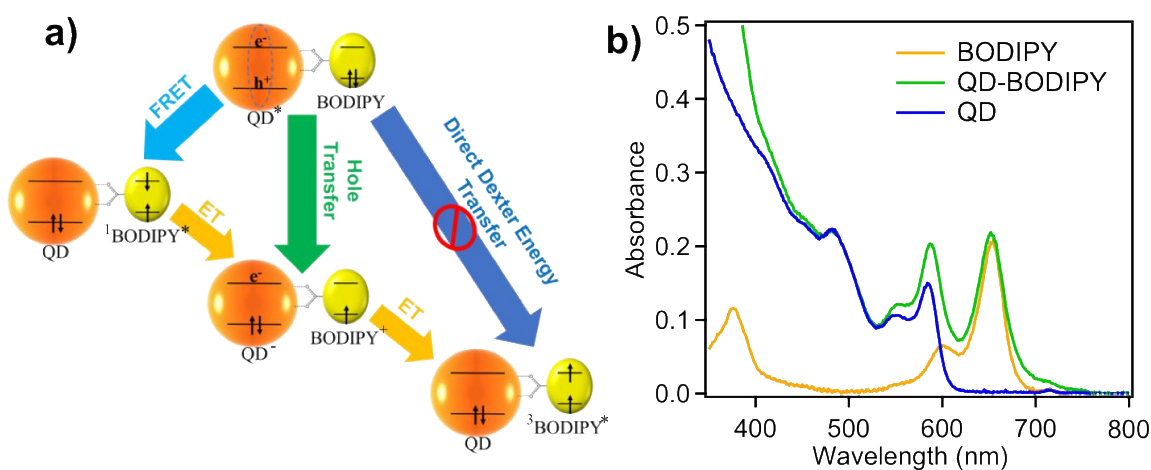 a)
e-
h+
QD*
BODIPY
FRET
Hole
Transfer
Direct Dexter Energy
Transfer
QD
1BODIPY*
ET
e-
QD-
BODIPY+
ET
QD
3BODIPY*
b)
0.5
0.4
0.3
0.2
0.1
0.0
Absorbance
BODIPY
QD-BODIPY
QD
400
500
600
700
800
Wavelength (nm)